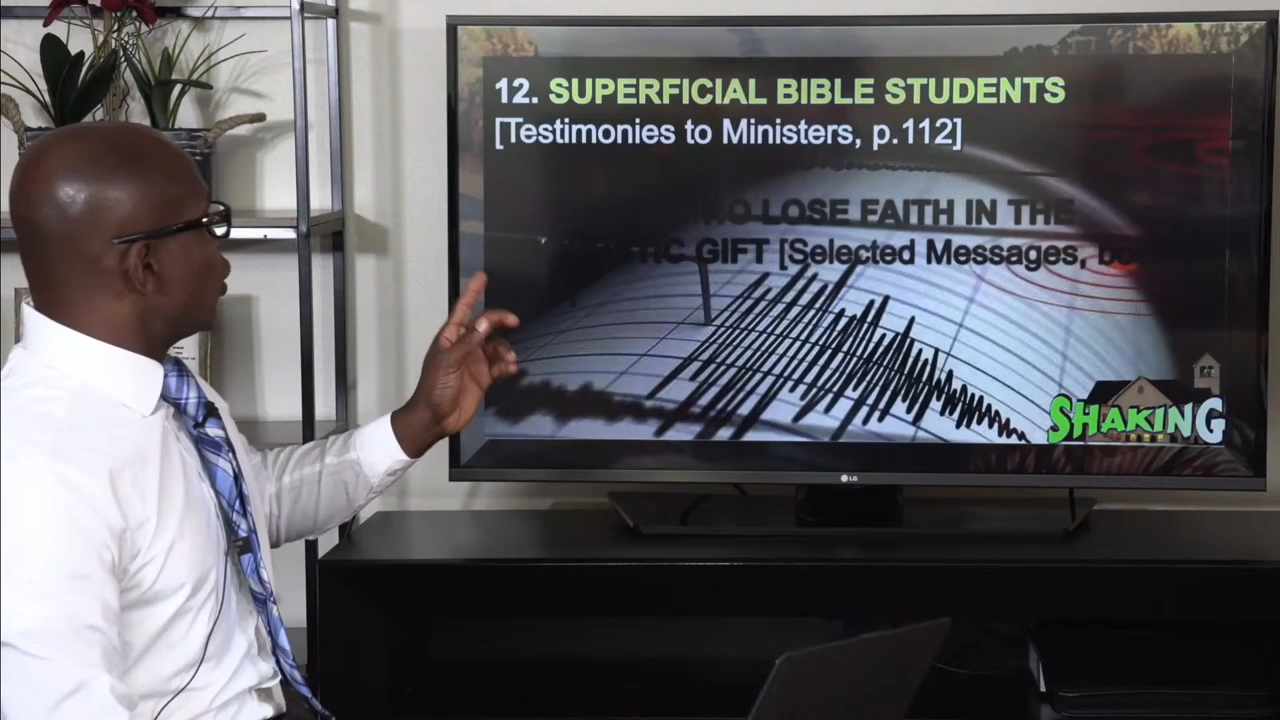 12. SUPERFICIAL BIBLE STUDENTS
[Testimonies to Ministers, p.112]
LOSE FAITH IN THE
GIFT [Selected Messages,
SHAKING
LG